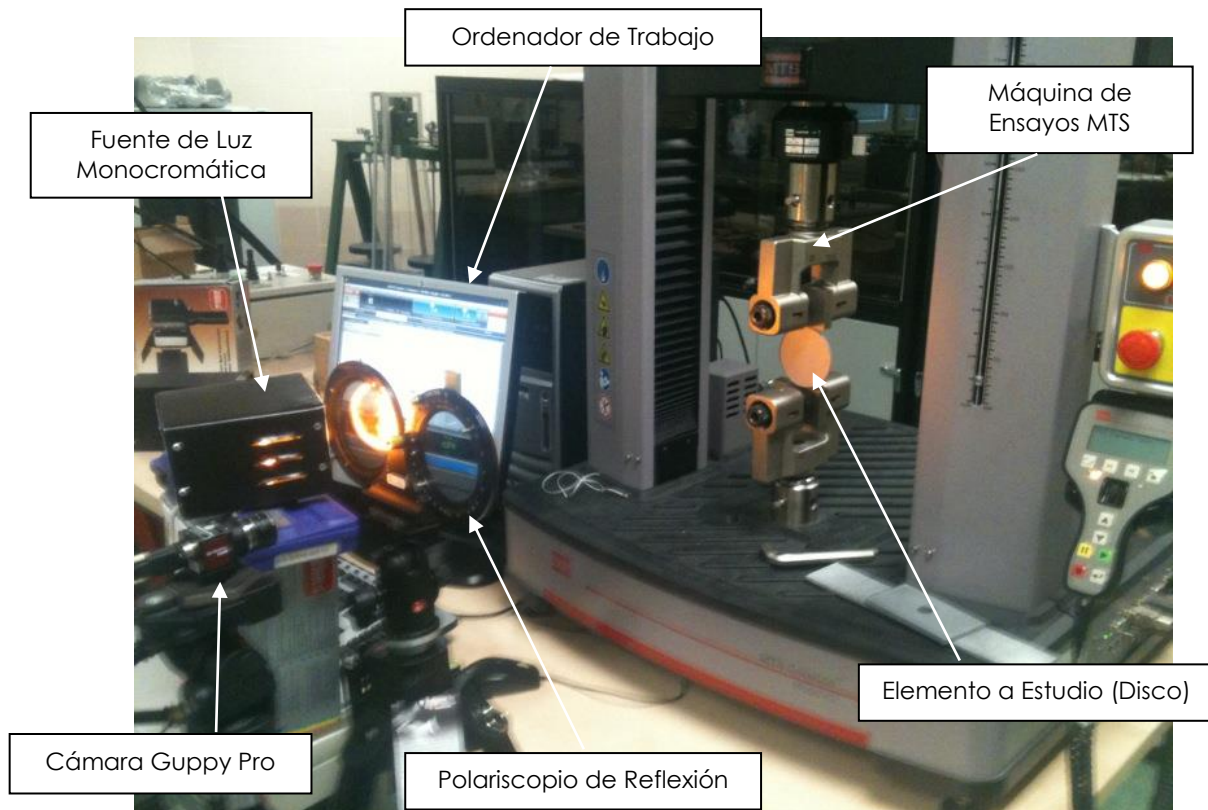 Ordenador de Trabajo
Máquina de
Ensayos MTS
Fuente de Luz
Monocromática
MTS
Elemento a Estudio (Disco)
Cámara Guppy Pro
Polariscopio de Reflexión